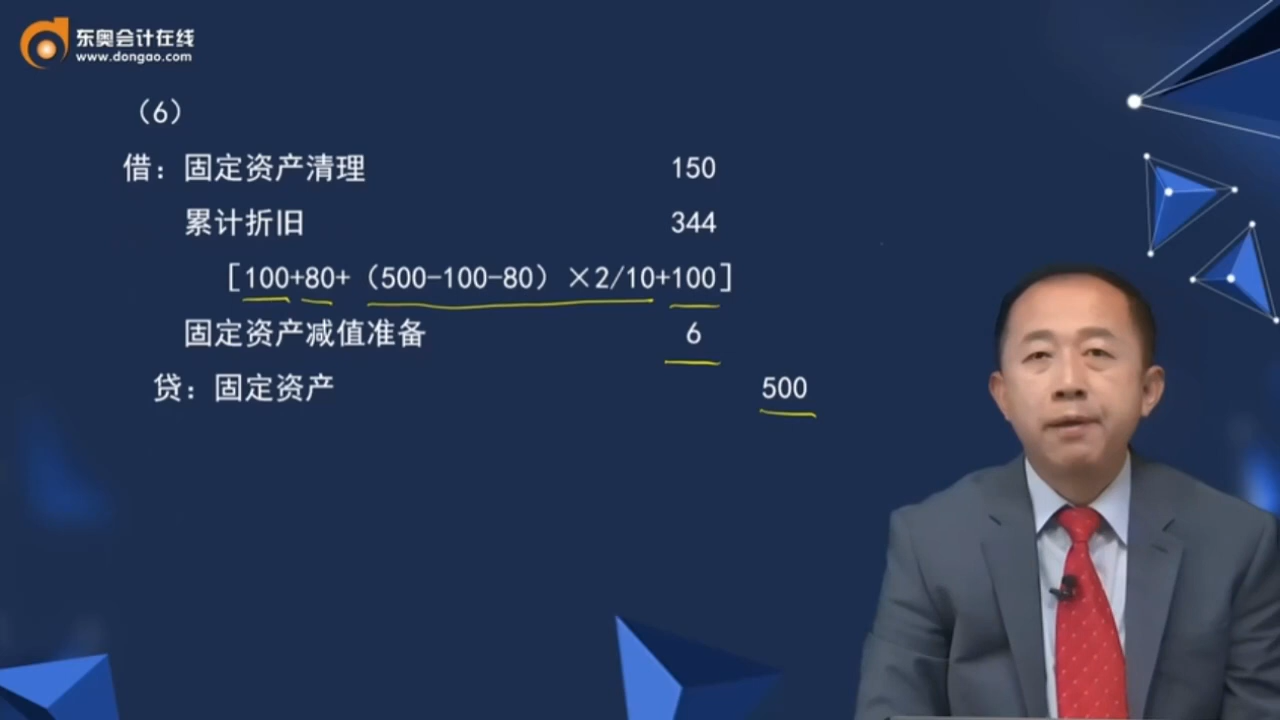 东奥会计在线
www.dongao.com
（6）
借：固定资产清理 150
累计折旧 344
[100+80+（500-100-80）×2/10+100]
固定资产减值准备 6
贷：固定资产 500